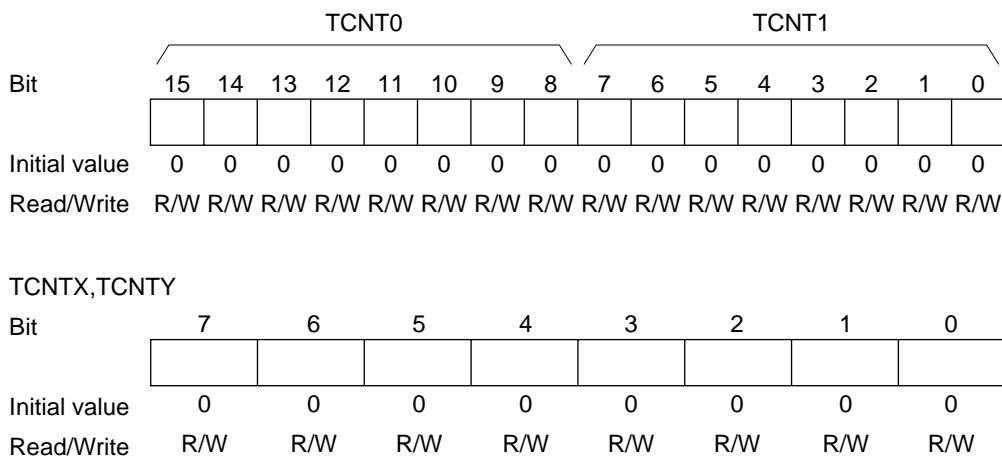 TCNT0 TCNT1
Bit 15 14 13 12 11 10 9 8 7 6 5 4 3 2 1 0
Initial value 0 0 0 0 0 0 0 0 0 0 0 0 0 0 0 0
Read/Write R/W R/W R/W R/W R/W R/W R/W R/W R/W R/W R/W R/W R/W R/W R/W R/W
TCNTX,TCNTY
Bit 7 6 5 4 3 2 1 0
Initial value 0 0 0 0 0 0 0 0
Read/Write R/W R/W R/W R/W R/W R/W R/W R/W